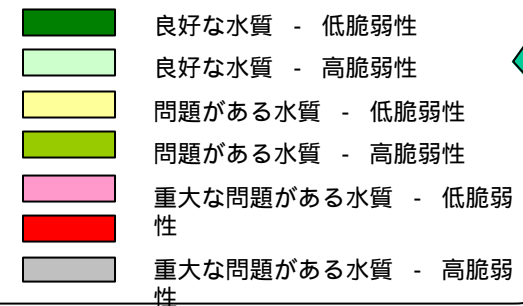 良好な水質 - 低脆弱性
良好な水質 - 高脆弱性
問題がある水質 - 低脆弱性
問題がある水質 - 高脆弱性
重大な問題がある水質 - 低脆弱
性
重大な問題がある水質 - 高脆弱
性